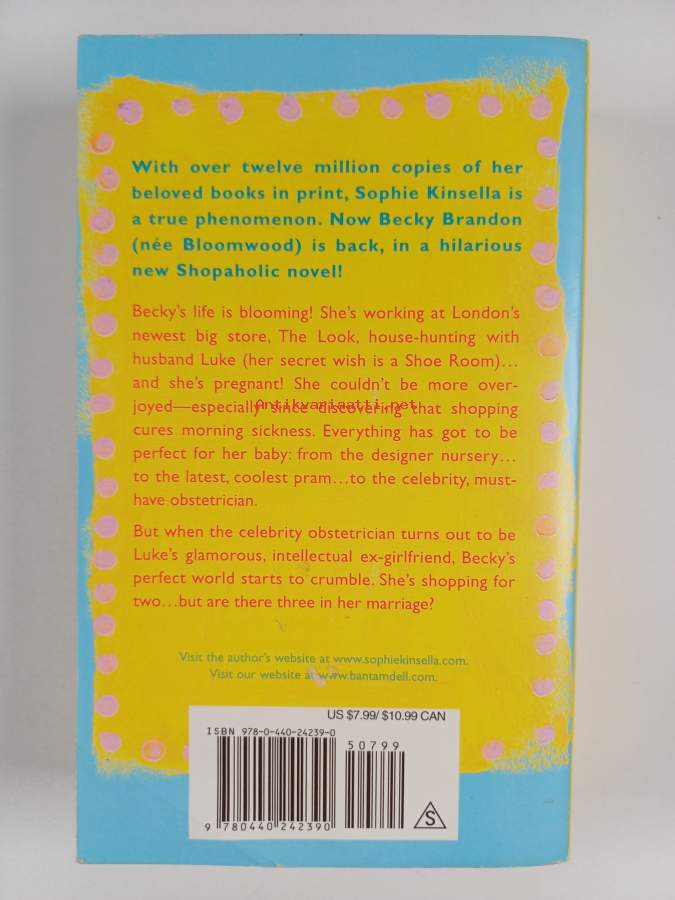 With over twelve million copies of her
beloved books in print, Sophie Kinsella is
a true phenomenon. Now Becky Brandon
(née Bloomwood) is back, in a hilarious
new Shopaholic novel!
Becky's life is blooming! She's working at London's
newest big store, The Look, house-hunting with
husband Luke (her secret wish is a Shoe Room)...
and she's pregnant! She couldn't be more over-
joyed—especially since discovering that shopping
Antikvariaatti.net
cures morning sickness. Everything has got to be
perfect for her baby: from the designer nursery...
to the latest, coolest pram...to the celebrity, must-
have obstetrician.
But when the celebrity obstetrician turns out to be
Luke's glamorous, intellectual ex-girlfriend, Becky's
perfect world starts to crumble. She's shopping for
two...but are there three in her marriage?
Visit the author's website at www.sophiekinsella.com.
Visit our website at www.bantamdell.com.
US $7.99/ $10.99 CAN
ISBN 978-0-440-24239-0
50799
9 780440 242390
S